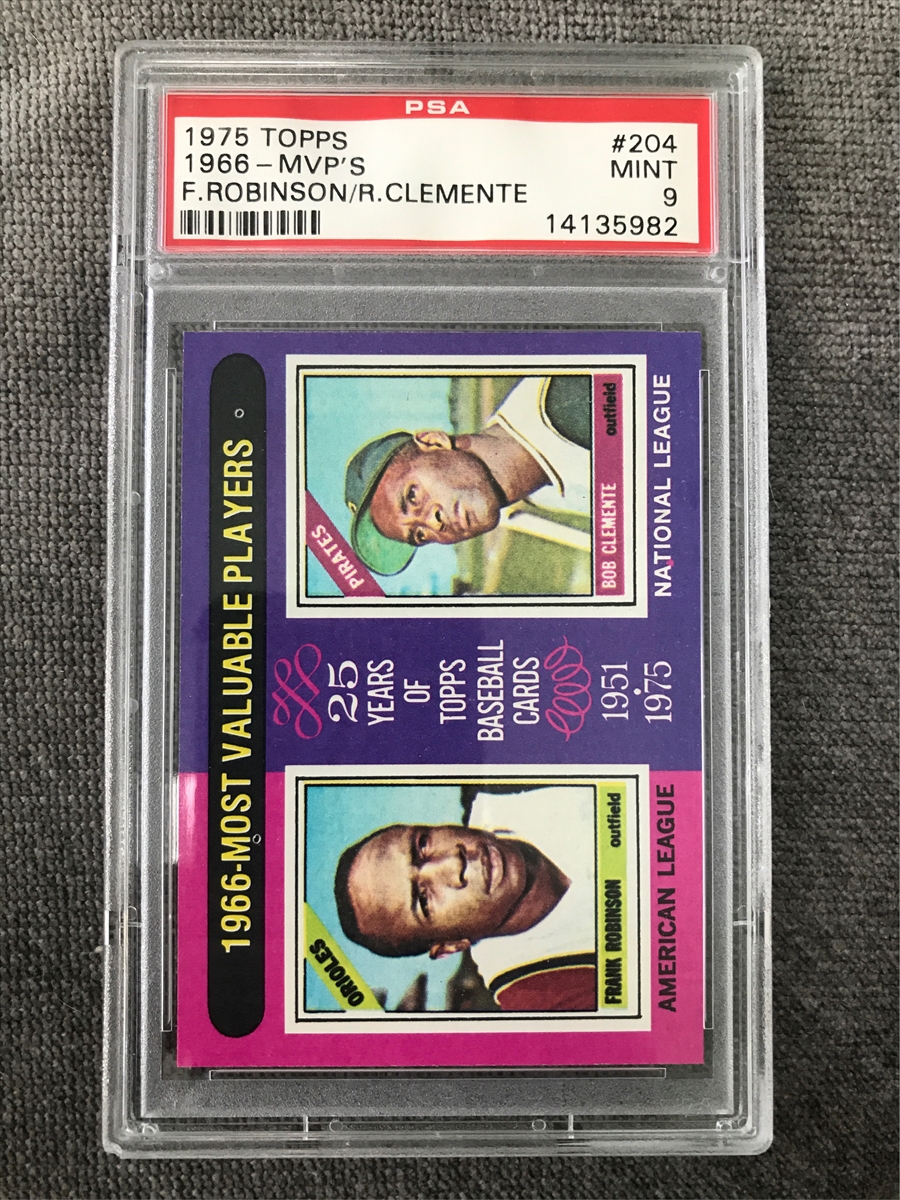 PSA
1975 TOPPS #204
1966-MVP'S MINT
F.ROBINSON/R.CLEMENTE 9
14135982
1966-MOST VALUABLE PLAYERS
ORIOLES
FRANK ROBINSON outfield
AMERICAN LEAGUE
25
YEARS
OF
TOPPS
BASEBALL
CARDS
1951
1975
PIRATES
BOB CLEMENTE outfield
NATIONAL LEAGUE